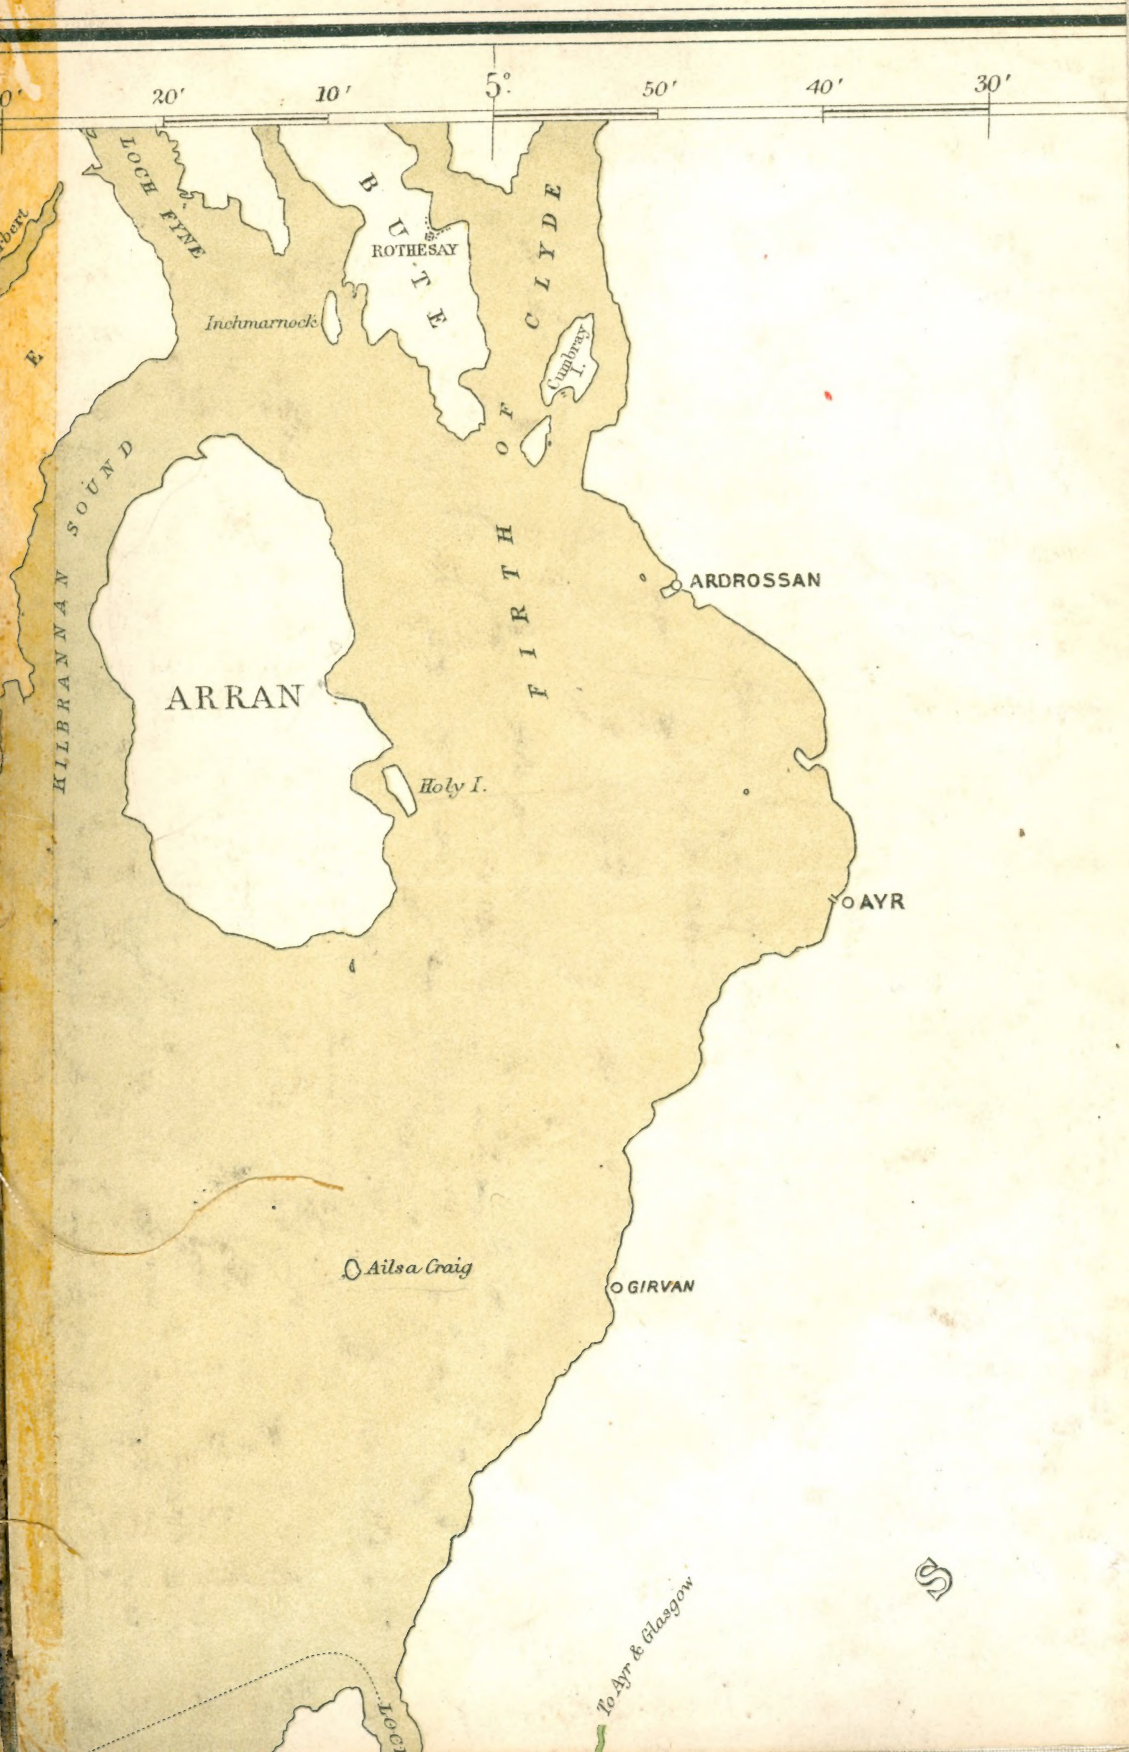 0' 20' 10' 5° 50' 40' 30'
LOCH FYNE
BUTE
ROTHESAY
CLYDE
Inchmarnock
Cumbray I.
E
KILBRANNAN SOUND
FIRTH OF
ARDROSSAN
ARRAN
Holy I.
AYR
Ailsa Craig
GIRVAN
S
To Ayr & Glasgow